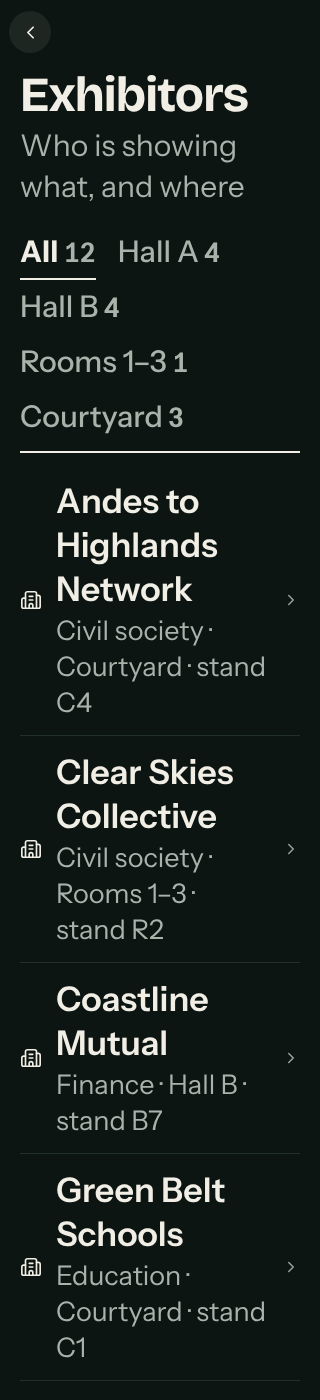 Exhibitors
Who is showing
what, and where
All 12 Hall A 4
Hall B 4
Rooms 1–3 1
Courtyard 3
Andes to
Highlands
Network
Civil society ·
Courtyard · stand
C4
Clear Skies
Collective
Civil society ·
Rooms 1–3 ·
stand R2
Coastline
Mutual
Finance · Hall B ·
stand B7
Green Belt
Schools
Education ·
Courtyard · stand
C1